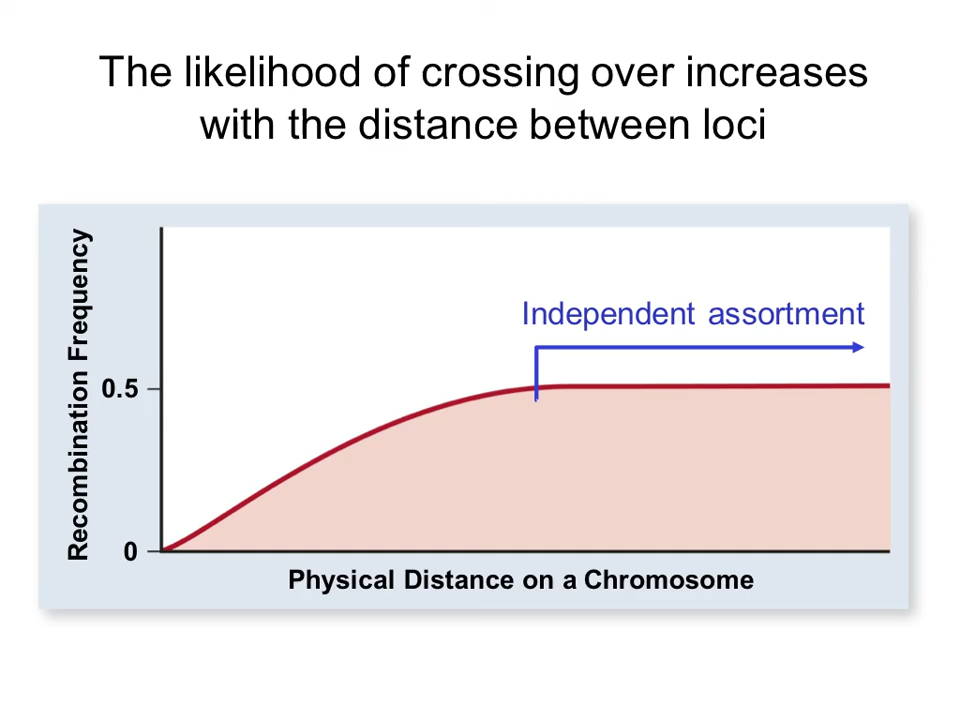 The likelihood of crossing over increases
with the distance between loci
Recombination Frequency
Independent assortment
0.5
0
Physical Distance on a Chromosome